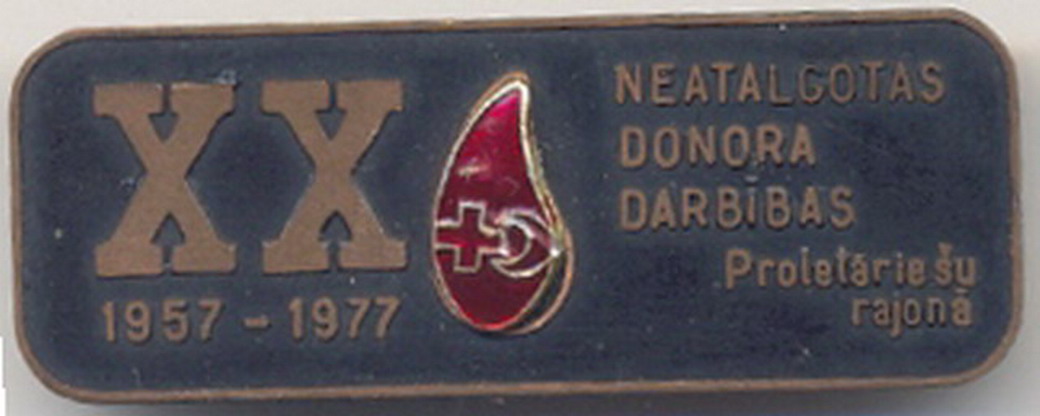 XX
1957 - 1977
NEATALGOTAS
DONORA
DARBĪBAS
Proletāriešu
rajonā